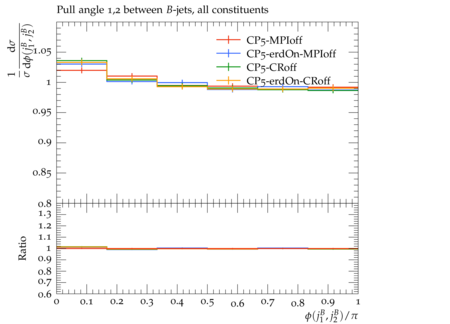 Pull angle 1,2 between B-jets, all constituents
1/σ dσ/dϕ(j₁ᴮ, j₂ᴮ)
CP5-MPIoff
CP5-erdOn-MPIoff
CP5-CRoff
CP5-erdOn-CRoff
1.05
1
0.95
0.9
0.85
0.8
Ratio
1.3
1.2
1.1
1
0.9
0.8
0.7
0.6
0 0.1 0.2 0.3 0.4 0.5 0.6 0.7 0.8 0.9 1
ϕ(j₁ᴮ, j₂ᴮ)/π